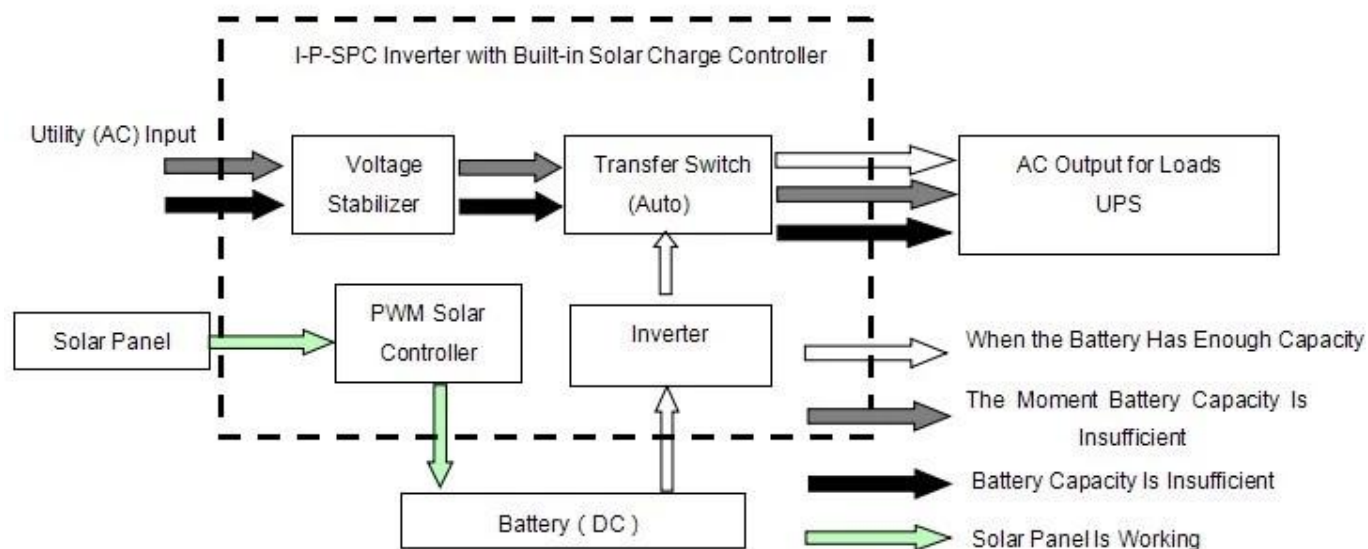 I-P-SPC Inverter with Built-in Solar Charge Controller
Utility (AC) Input
Voltage
Stabilizer
Transfer Switch
(Auto)
AC Output for Loads
UPS
Solar Panel
PWM Solar
Controller
Inverter
Battery ( DC )
When the Battery Has Enough Capacity
The Moment Battery Capacity Is
Insufficient
Battery Capacity Is Insufficient
Solar Panel Is Working